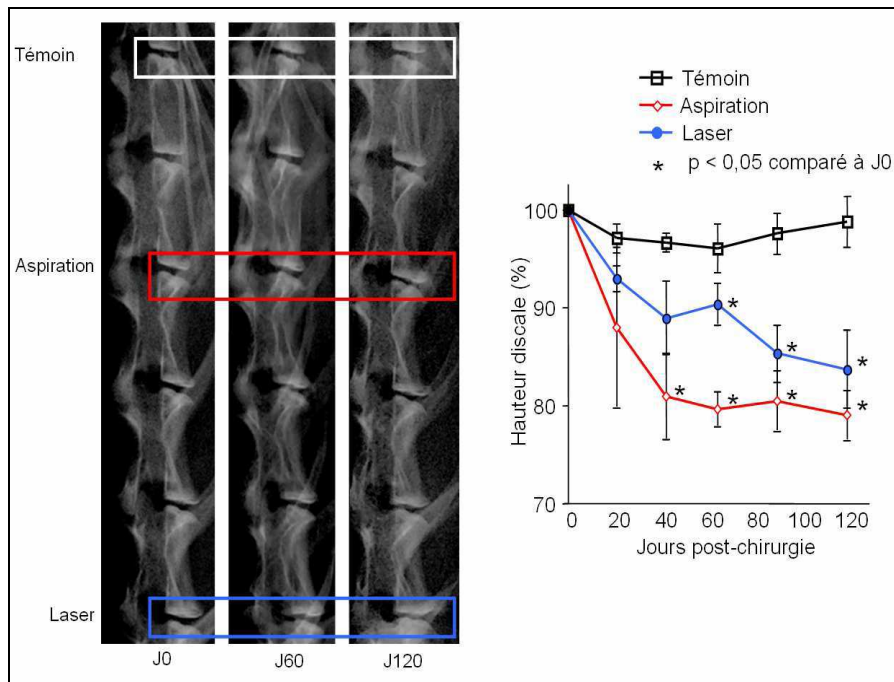 Témoin
Aspiration
Laser
J0
J60
J120
Témoin
Aspiration
Laser
* p < 0,05 comparé à J0
Hauteur discale (%)
100
90
80
70
* * * *
* * *
0 20 40 60 80 100 120
Jours post-chirurgie